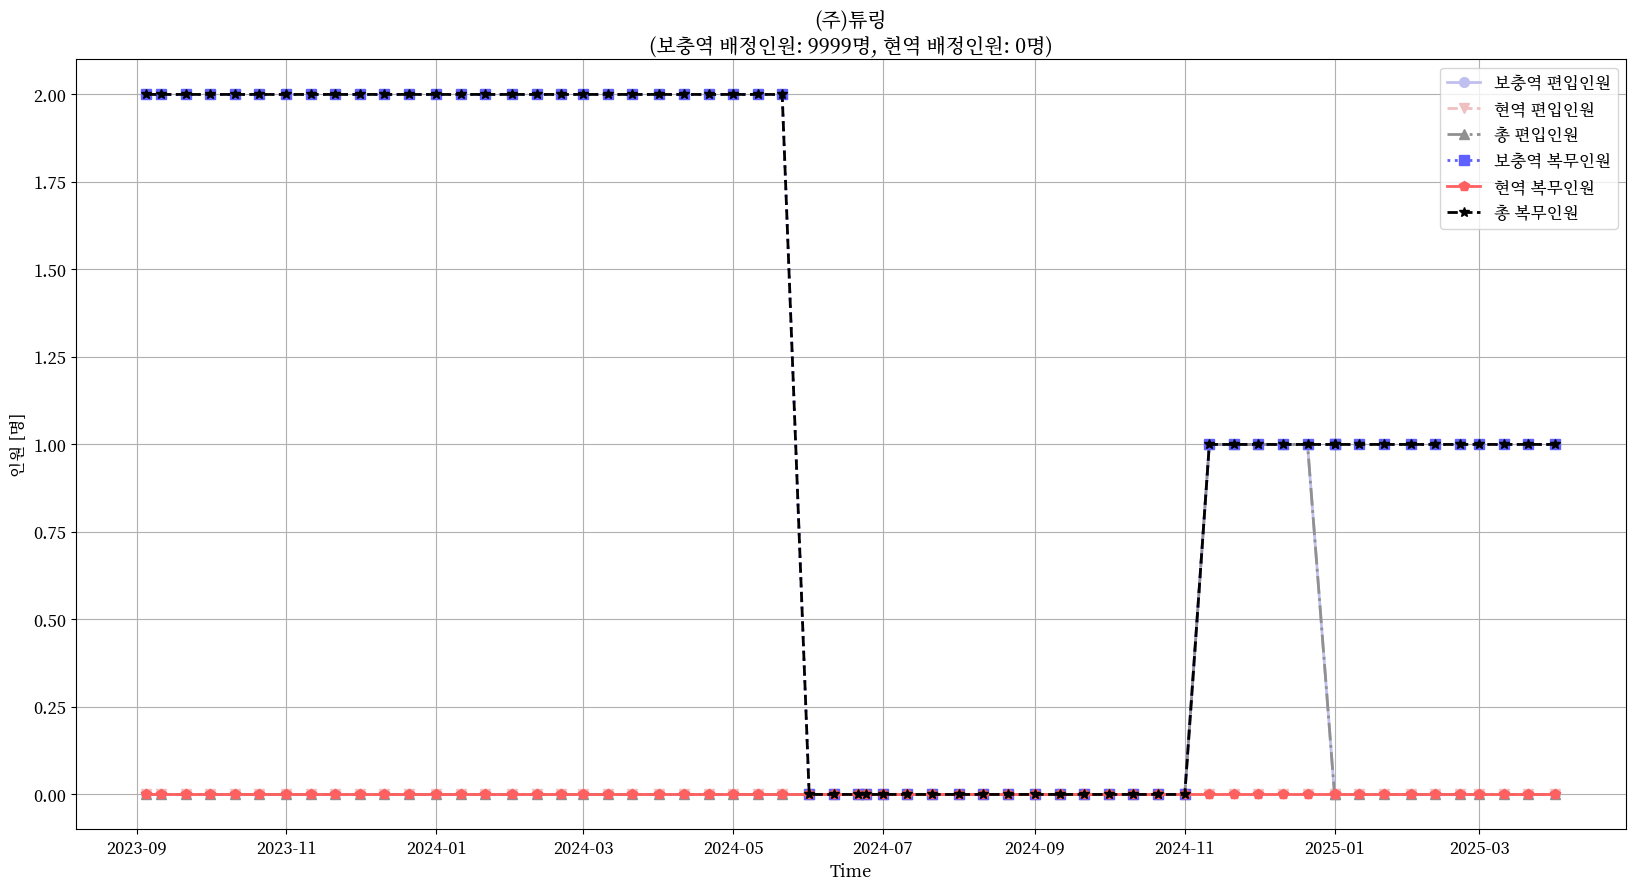 (주)튜링
(보충역 배정인원: 9999명, 현역 배정인원: 0명)
보충역 편입인원
현역 편입인원
총 편입인원
보충역 복무인원
현역 복무인원
총 복무인원
인원 [명]
2.00
1.75
1.50
1.25
1.00
0.75
0.50
0.25
0.00
2023-09 2023-11 2024-01 2024-03 2024-05 2024-07 2024-09 2024-11 2025-01 2025-03
Time